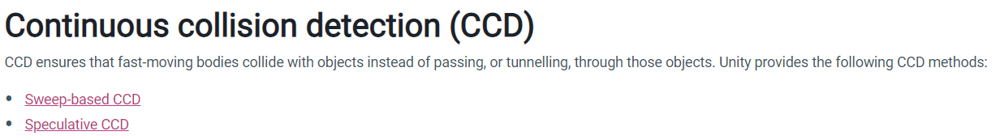 Continuous collision detection (CCD)
CCD ensures that fast-moving bodies collide with objects instead of passing, or tunnelling, through those objects. Unity provides the following CCD methods:
• Sweep-based CCD
• Speculative CCD